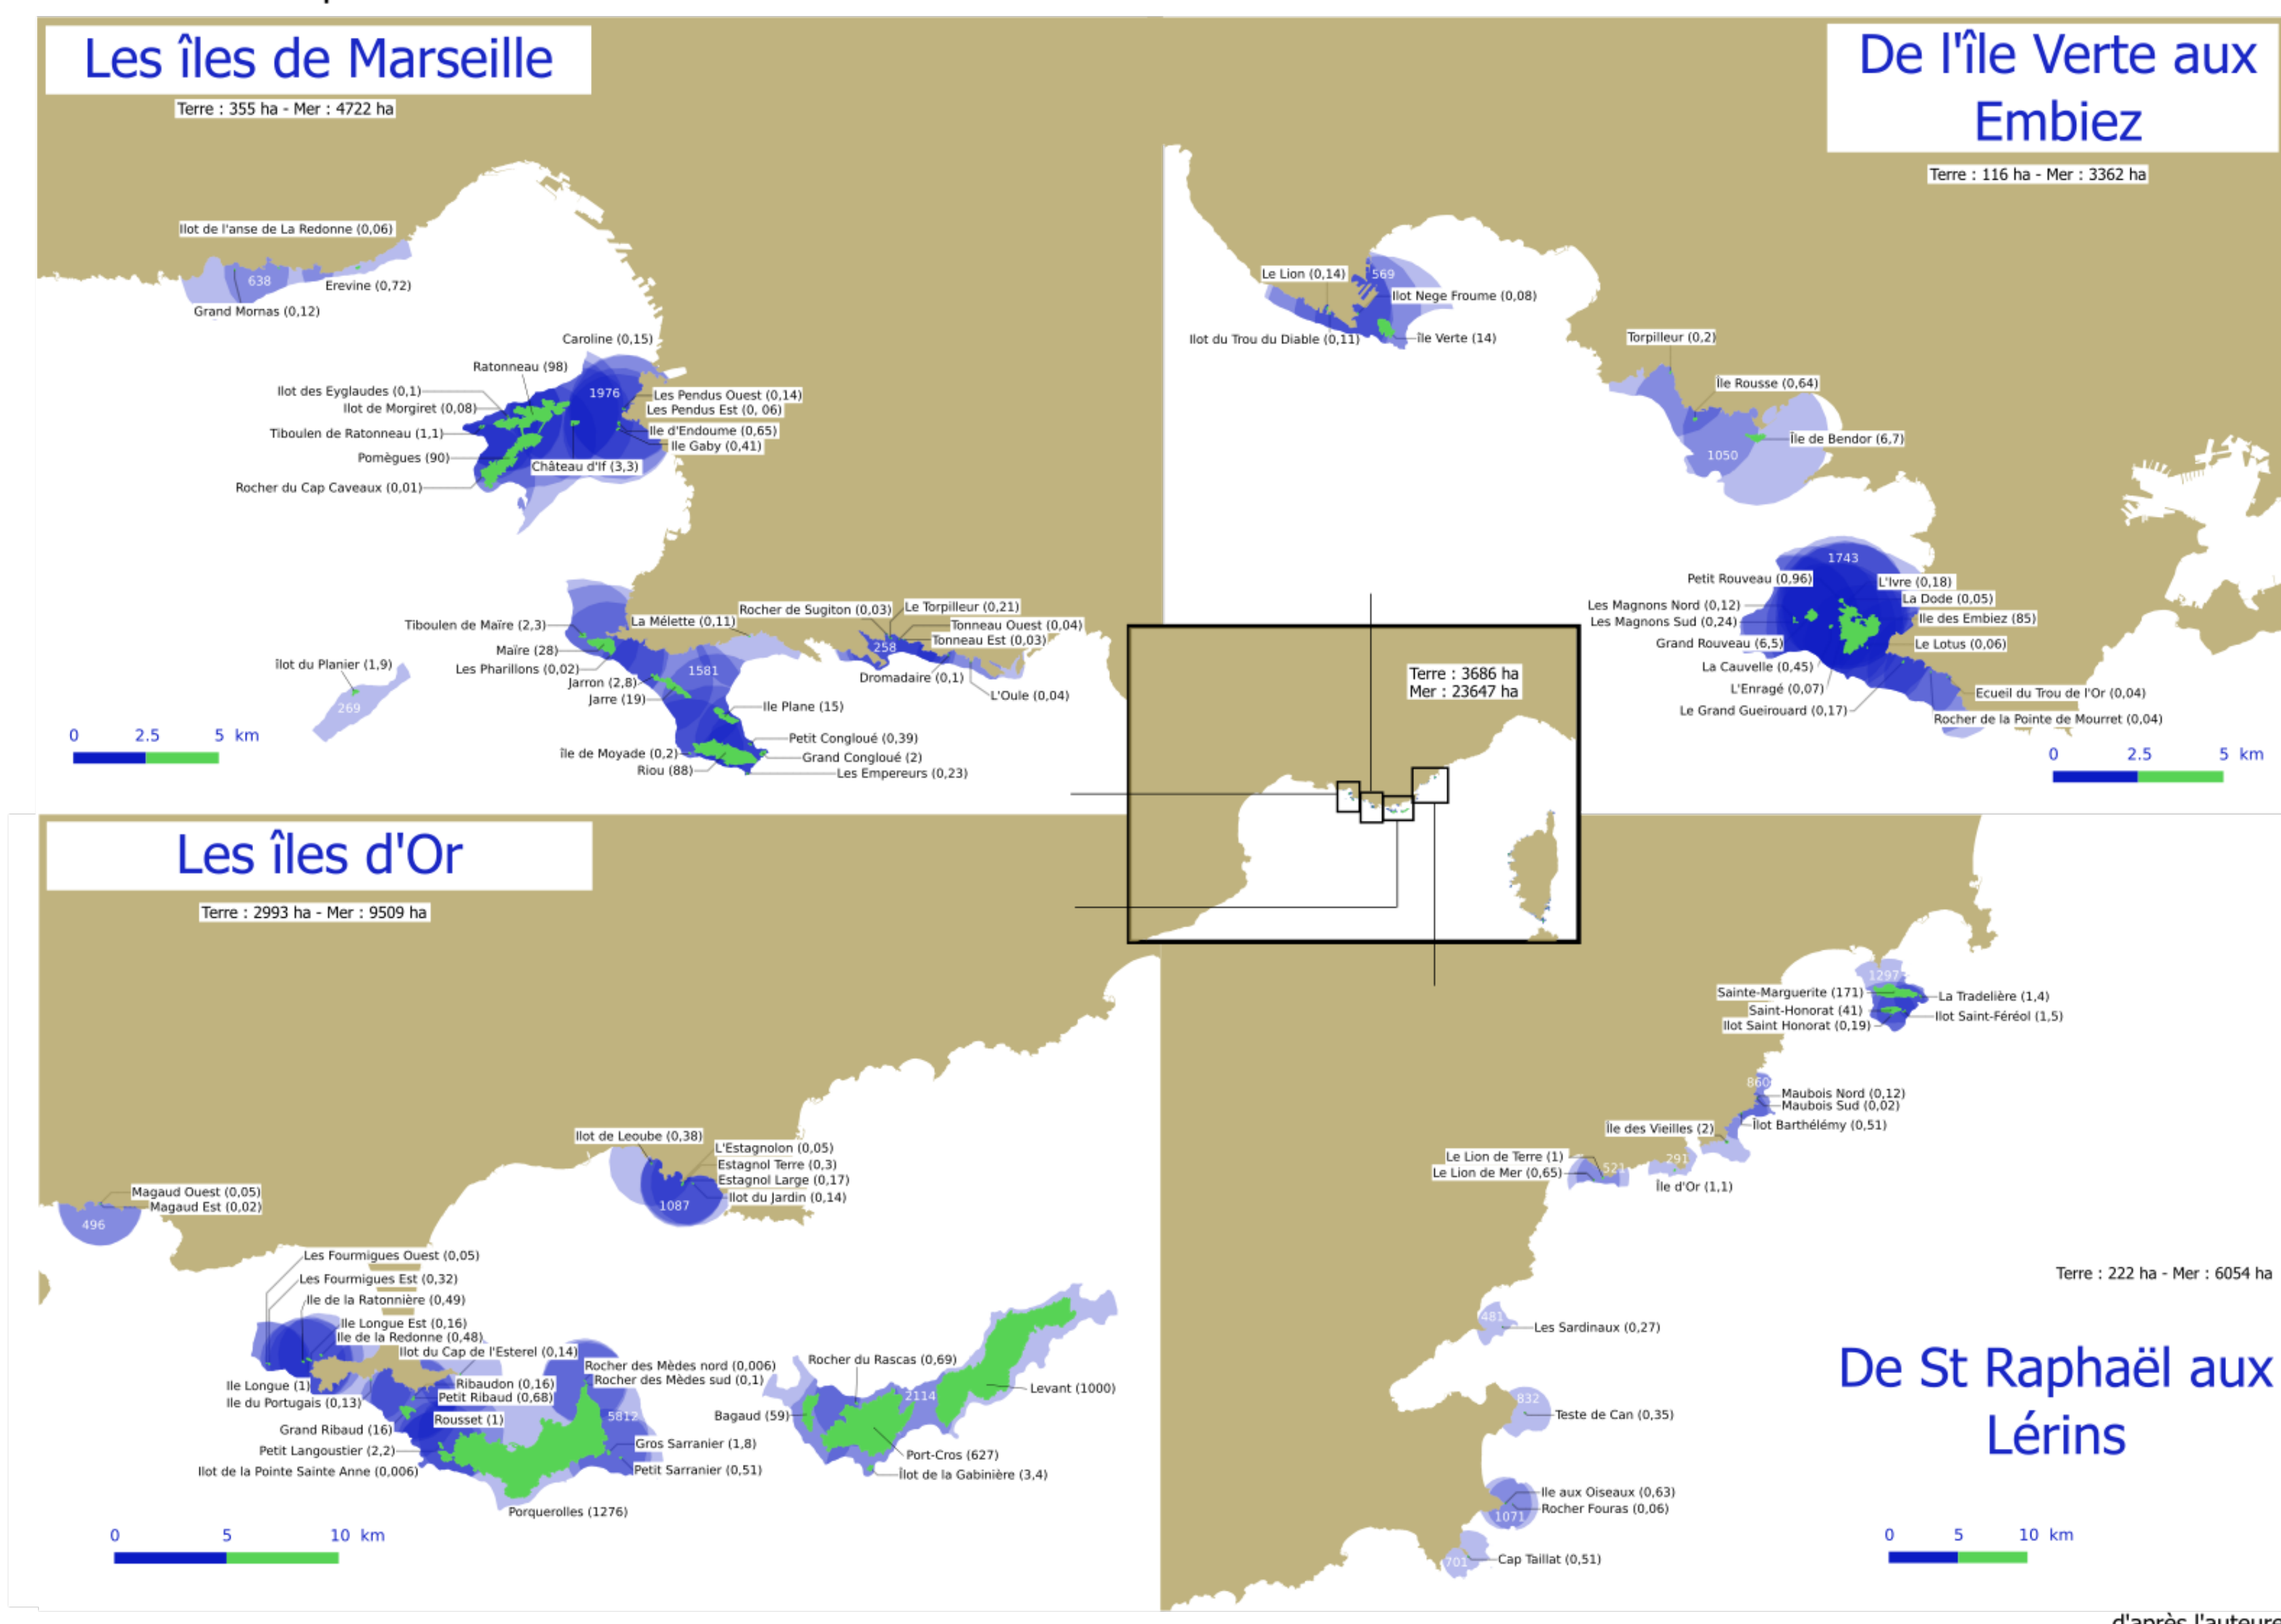 Les îles de Marseille
Terre : 355 ha - Mer : 4722 ha
Ilot de l'anse de La Redonne (0,06)
638
Erevine (0,72)
Grand Mornas (0,12)
Caroline (0,15)
Ratonneau (98)
Ilot des Eyglaudes (0,1)
Ilot de Morgiret (0,08)
Tiboulen de Ratonneau (1,1)
Pomègues (90)
Rocher du Cap Caveaux (0,01)
1976
Les Pendus Ouest (0,14)
Les Pendus Est (0, 06)
Ile d'Endoume (0,65)
Ile Gaby (0,41)
Château d'If (3,3)
Tiboulen de Maïre (2,3)
Maïre (28)
Les Pharillons (0,02)
Jarron (2,8)
Jarre (19)
La Mélette (0,11)
1581
Rocher de Sugiton (0,03)
Le Torpilleur (0,21)
Tonneau Ouest (0,04)
Tonneau Est (0,03)
258
Dromadaire (0,1)
L'Oule (0,04)
îlot du Planier (1,9)
269
Ile Plane (15)
Petit Congloué (0,39)
Grand Congloué (2)
Les Empereurs (0,23)
île de Moyade (0,2)
Riou (88)
0 2.5 5 km
De l'île Verte aux
Embiez
Terre : 116 ha - Mer : 3362 ha
Le Lion (0,14)
569
Ilot Nege Froume (0,08)
Ilot du Trou du Diable (0,11)
île Verte (14)
Torpilleur (0,2)
Île Rousse (0,64)
Île de Bendor (6,7)
1050
1743
Petit Rouveau (0,96)
L'Ivre (0,18)
La Dode (0,05)
Les Magnons Nord (0,12)
Les Magnons Sud (0,24)
Ile des Embiez (85)
Grand Rouveau (6,5)
Le Lotus (0,06)
La Cauvelle (0,45)
L'Enragé (0,07)
Le Grand Gueirouard (0,17)
Ecueil du Trou de l'Or (0,04)
Rocher de la Pointe de Mourret (0,04)
0 2.5 5 km
Terre : 3686 ha
Mer : 23647 ha
Les îles d'Or
Terre : 2993 ha - Mer : 9509 ha
Ilot de Leoube (0,38)
L'Estagnolon (0,05)
Estagnol Terre (0,3)
Estagnol Large (0,17)
Ilot du Jardin (0,14)
1087
Magaud Ouest (0,05)
Magaud Est (0,02)
496
Les Fourmigues Ouest (0,05)
Les Fourmigues Est (0,32)
Ile de la Ratonnière (0,49)
Ile Longue Est (0,16)
Ile de la Redonne (0,48)
Ilot du Cap de l'Esterel (0,14)
Ile Longue (1)
Ile du Portugais (0,13)
Ribaudon (0,16)
Petit Ribaud (0,68)
Rocher des Mèdes nord (0,006)
Rocher des Mèdes sud (0,1)
Grand Ribaud (16)
Rousset (1)
5812
Petit Langoustier (2,2)
Ilot de la Pointe Sainte Anne (0,006)
Gros Sarranier (1,8)
Petit Sarranier (0,51)
Porquerolles (1276)
Rocher du Rascas (0,69)
2114
Levant (1000)
Bagaud (59)
Port-Cros (627)
Îlot de la Gabinière (3,4)
0 5 10 km
1297
Sainte-Marguerite (171)
La Tradelière (1,4)
Saint-Honorat (41)
Ilot Saint-Féréol (1,5)
Ilot Saint Honorat (0,19)
860
Maubois Nord (0,12)
Maubois Sud (0,02)
Îlot Barthélémy (0,51)
Île des Vieilles (2)
Le Lion de Terre (1)
Le Lion de Mer (0,65)
521
291
Île d'Or (1,1)
Terre : 222 ha - Mer : 6054 ha
481
Les Sardinaux (0,27)
De St Raphaël aux
Lérins
832
Teste de Can (0,35)
Ile aux Oiseaux (0,63)
Rocher Fouras (0,06)
1071
701
Cap Taillat (0,51)
0 5 10 km
d'après l'auteure